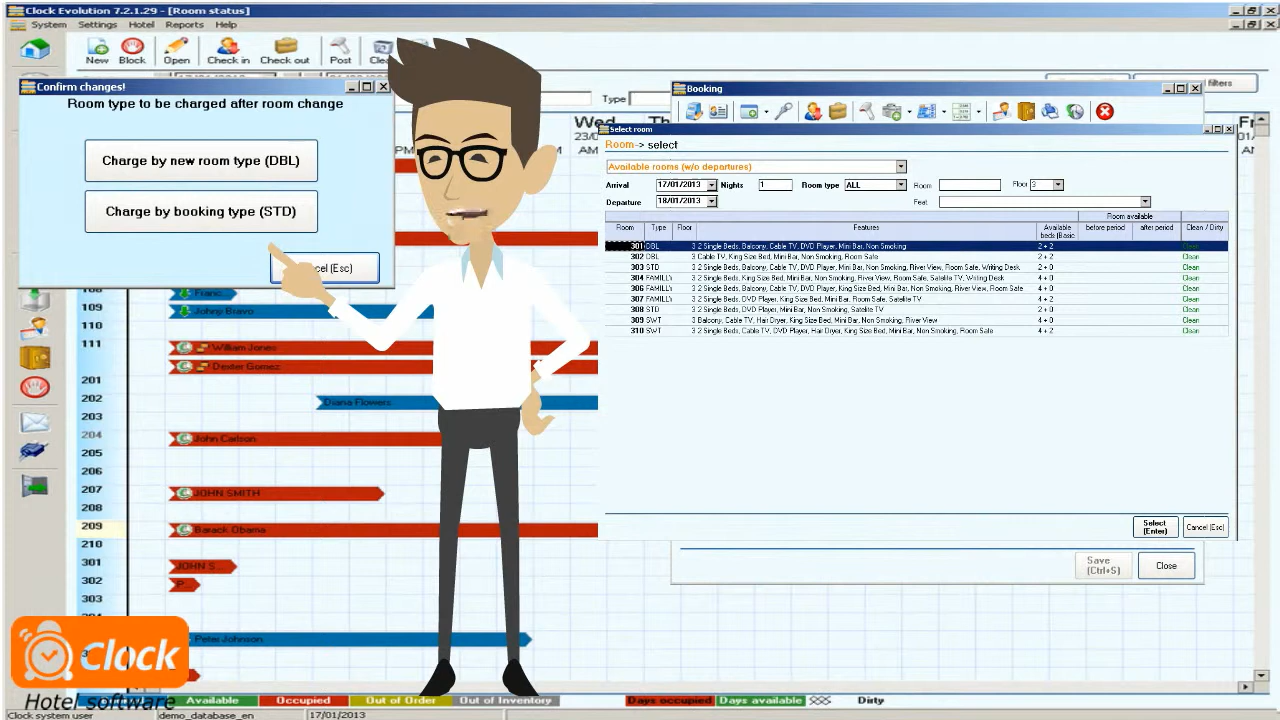 Clock Evolution 7.2.1.29 - [Room status]
System Settings Hotel Reports Help
New Block Open Check in Check out Post
Confirm changes!
Room type to be charged after room change
Charge by new room type (DBL)
Charge by booking type (STD)
(Esc)
Type
filters
Wed
23/0
AM
Booking
Select room
Room-> select
Available rooms (w/o departures)
Arrival 17/01/2013 Nights 1 Room type ALL Room Floor 3
Departure 18/01/2013 Feat
Room available
Room Type Floor Features Available beds (Basic before period after period Clean / Dirty
301 DBL 3 2 Single Beds, Balcony, Cable TV, DVD Player, Mini Bar, Non Smoking 2 + 2 Clean
302 DBL 3 Cable TV, King Size Bed, Mini Bar, Room Safe 2 + 2 Clean
303 STD 3 2 Single Beds, Cable TV, DVD Player, Mini Bar, Non Smoking, River View, Room Safe, Writing Desk 2 + 0 Clean
304 FAMILLY 3 2 Single Beds, King Size Bed, Mini Bar, Non Smoking, River View, Room Safe, Satelite TV 4 + 0 Clean
306 FAMILLY 3 2 Single Beds, Cable TV, DVD Player, King Size Bed, Mini Bar, Non Smoking, Writing Desk 4 + 2 Clean
307 FAMILLY 3 2 Single Beds, DVD Player, King Size Bed, Mini Bar, Room Safe, Satelite TV 4 + 0 Clean
308 STD 3 2 Single Beds, DVD Player, Mini Bar, Non Smoking, Satelite TV 2 + 0 Clean
309 SWT 3 Balcony, Cable TV, Hair Dryer, King Size Bed, Mini Bar, Non Smoking, River View 4 + 0 Clean
310 SWT 3 2 Single Beds, Cable TV, DVD Player, Hair Dryer, King Size Bed, Mini Bar, Non Smoking, Room Safe 4 + 2 Clean
Select (Enter) Cancel (Esc)
Save (Ctrl+S) Close
108 Franc
109 Johny Bravo
110
111 William Jones
Dexter Gomez
201
202 Diana Flowers
203
204 John Carlson
205
206
207 JOHN SMITH
208
209 Barack Obama
210
301 JOHN S...
302 P...
303
Peter Johnson
Clock
Hotel software
Available Occupied Out of Order Out of Inventory Days occupied Days available Dirty
Clock system user demo_database_en 17/01/2013